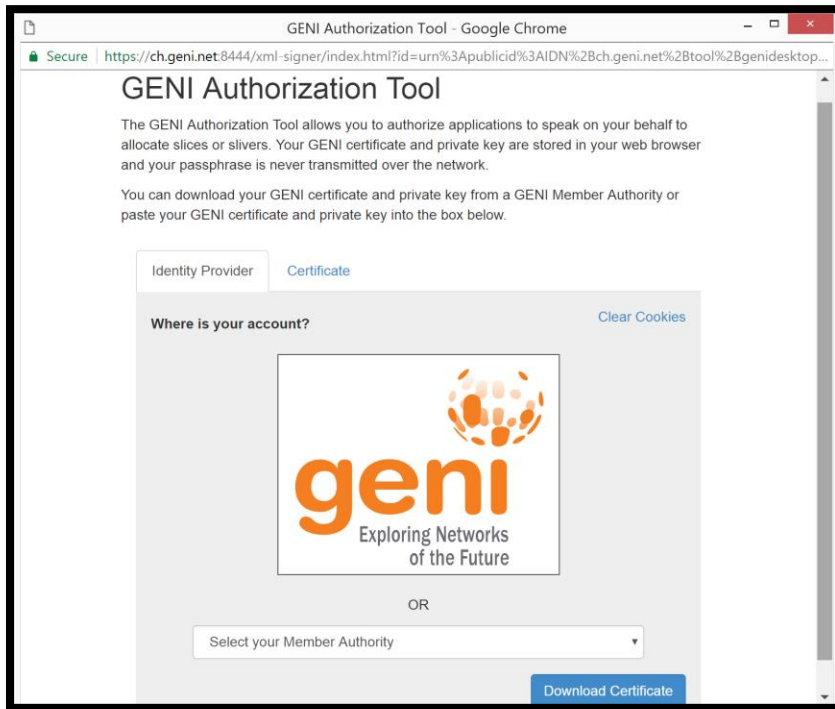 GENI Authorization Tool - Google Chrome
Secure https://ch.geni.net:8444/xml-signer/index.html?id=urn%3Apublicid%3AIDN%2Bch.geni.net%2Btool%2Bgenidesktop...
GENI Authorization Tool
The GENI Authorization Tool allows you to authorize applications to speak on your behalf to
allocate slices or slivers. Your GENI certificate and private key are stored in your web browser
and your passphrase is never transmitted over the network.
You can download your GENI certificate and private key from a GENI Member Authority or
paste your GENI certificate and private key into the box below.
Identity Provider Certificate
Where is your account? Clear Cookies
geni
Exploring Networks
of the Future
OR
Select your Member Authority
Download Certificate